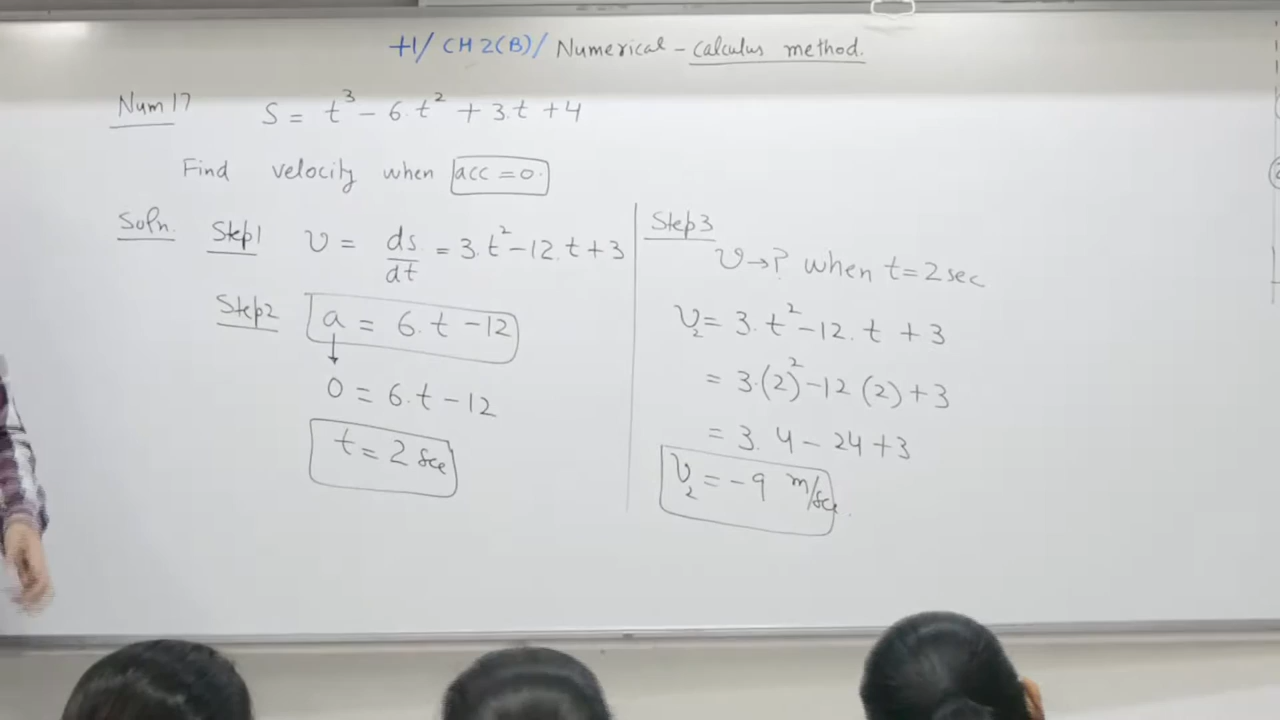 +1/ CH2(B)/ Numerical - calculus method.
Num 17 S = t³ - 6.t² + 3.t + 4
Find velocity when acc = 0.
Soln. Step1 v = ds/dt = 3.t² - 12.t + 3
Step2 a = 6.t - 12
0 = 6.t - 12
t = 2 sec
Step3
v → ? when t = 2 sec
v₂ = 3.t² - 12.t + 3
= 3.(2)² - 12(2) + 3
= 3.4 - 24 + 3
v₂ = -9 m/sec.